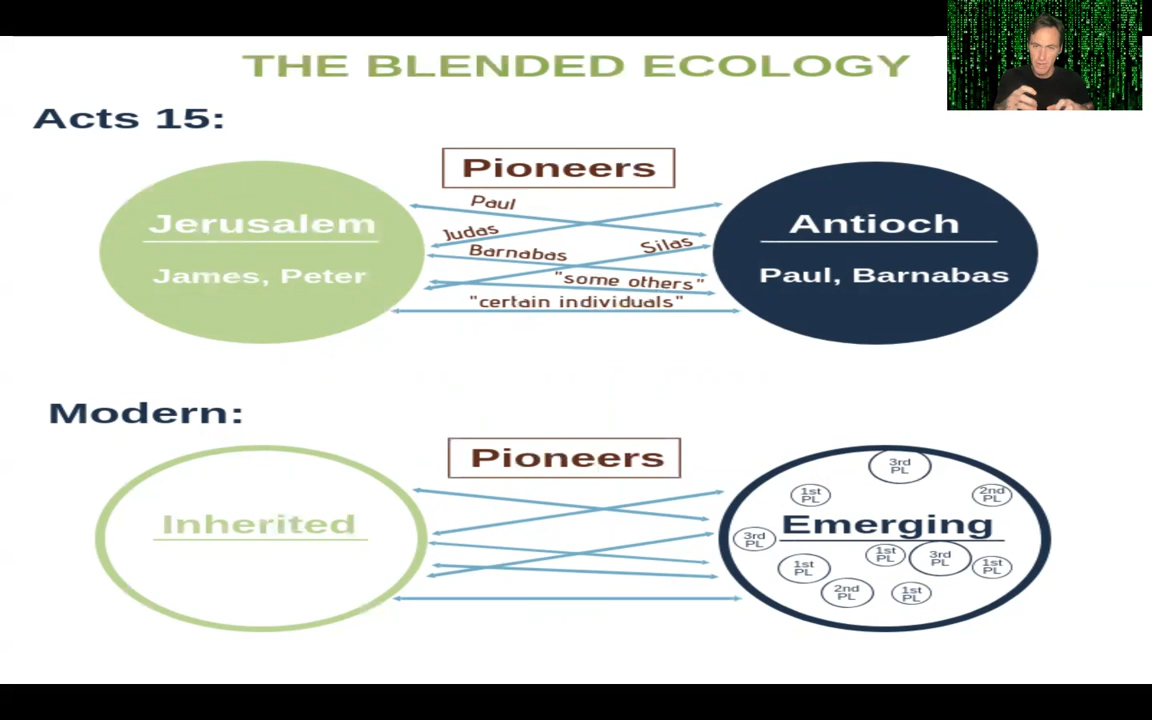 THE BLENDED ECOLOGY
Acts 15:
Pioneers
Jerusalem
James, Peter
Paul
Judas
Barnabas
Silas
"some others"
"certain individuals"
Antioch
Paul, Barnabas
Modern:
Pioneers
Inherited
Emerging
3rd
PL
1st
PL
2nd
PL
3rd
PL
1st
PL
1st
PL
3rd
PL
1st
PL
2nd
PL
1st
PL